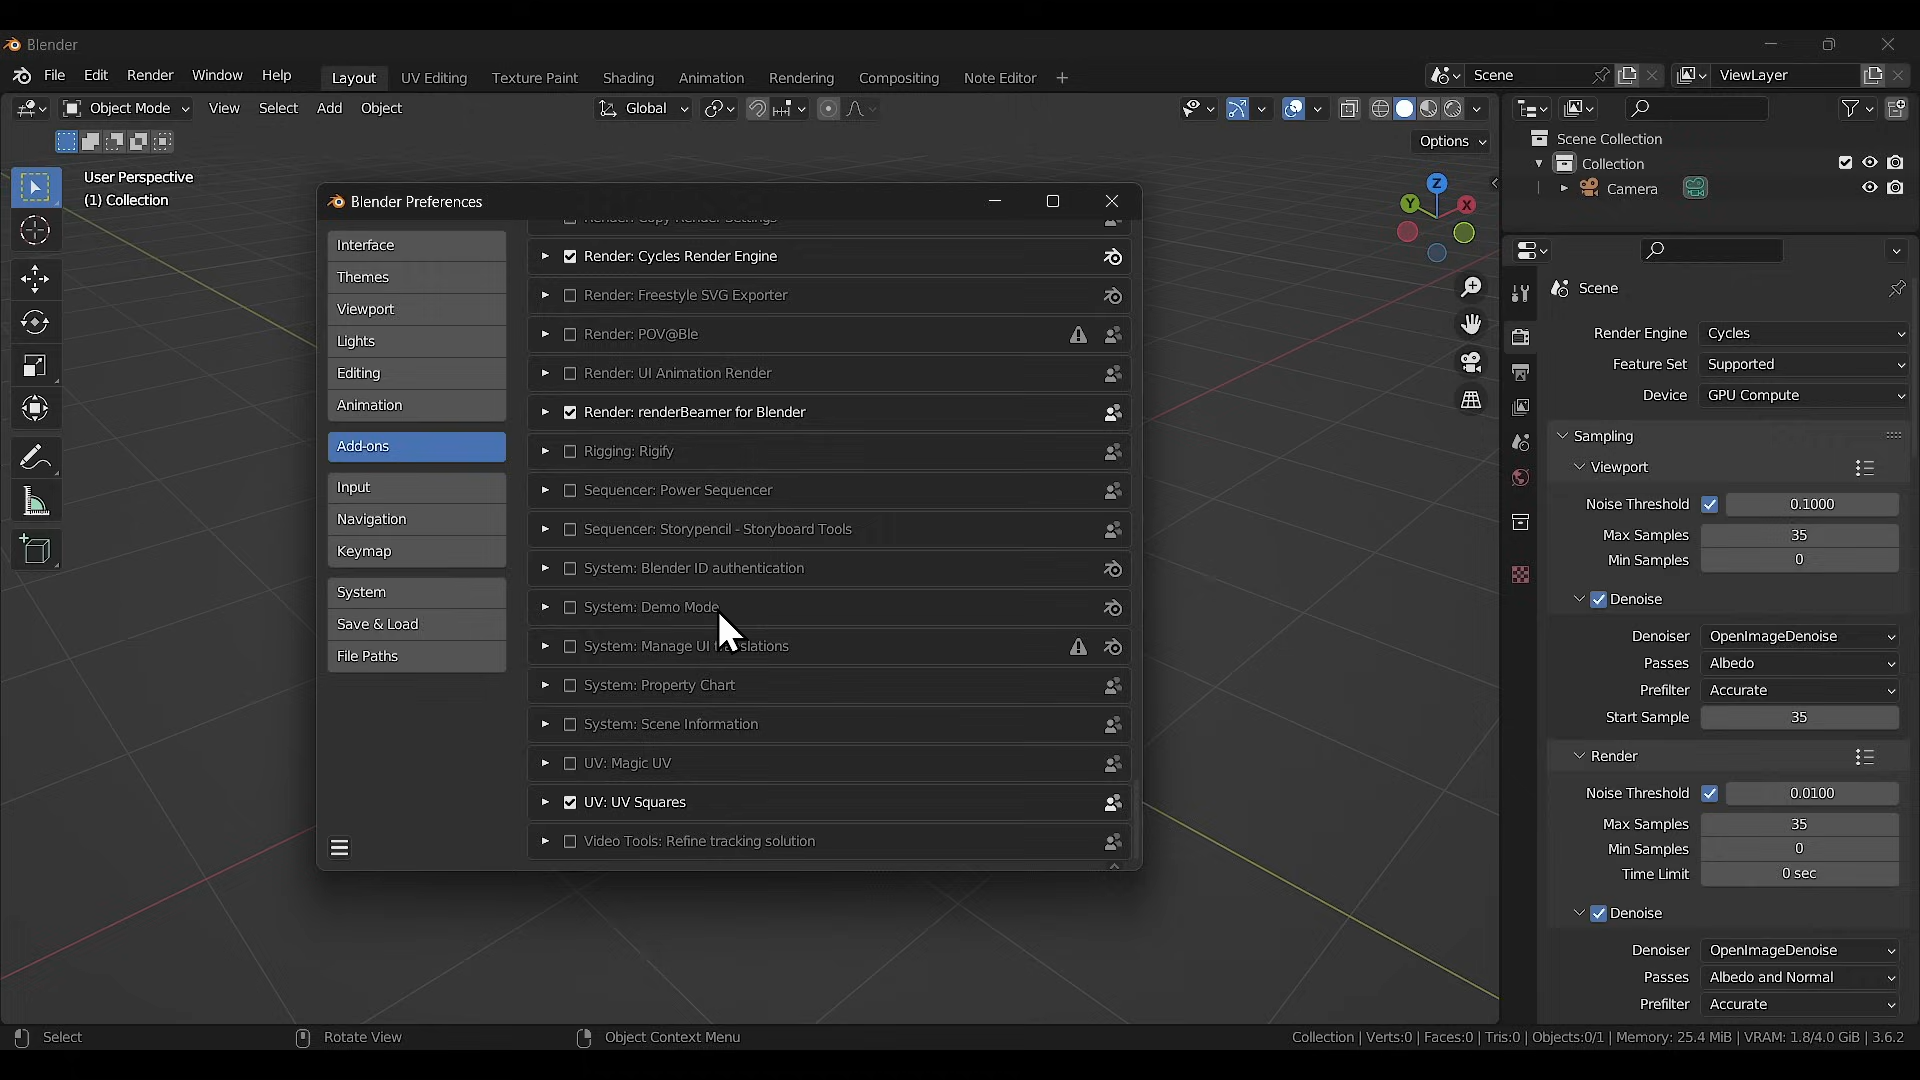 Blender
File Edit Render Window Help Layout UV Editing Texture Paint Shading Animation Rendering Compositing Note Editor + Scene ViewLayer
Object Mode View Select Add Object Global
Options
User Perspective
(1) Collection
Blender Preferences
Interface
Themes
Viewport
Lights
Editing
Animation
Add-ons
Input
Navigation
Keymap
System
Save & Load
File Paths
Render: Copy Render Settings
Render: Cycles Render Engine
Render: Freestyle SVG Exporter
Render: POV@Ble
Render: UI Animation Render
Render: renderBeamer for Blender
Rigging: Rigify
Sequencer: Power Sequencer
Sequencer: Storypencil - Storyboard Tools
System: Blender ID authentication
System: Demo Mode
System: Manage UI slations
System: Property Chart
System: Scene Information
UV: Magic UV
UV: UV Squares
Video Tools: Refine tracking solution
Z
Y
X
Scene Collection
Collection
Camera
Scene
Render Engine Cycles
Feature Set Supported
Device GPU Compute
Sampling
Viewport
Noise Threshold 0.1000
Max Samples 35
Min Samples 0
Denoise
Denoiser OpenImageDenoise
Passes Albedo
Prefilter Accurate
Start Sample 35
Render
Noise Threshold 0.0100
Max Samples 35
Min Samples 0
Time Limit 0 sec
Denoise
Denoiser OpenImageDenoise
Passes Albedo and Normal
Prefilter Accurate
Select Rotate View Object Context Menu Collection | Verts:0 | Faces:0 | Tris:0 | Objects:0/1 | Memory: 25.4 MiB | VRAM: 1.8/4.0 GiB | 3.6.2